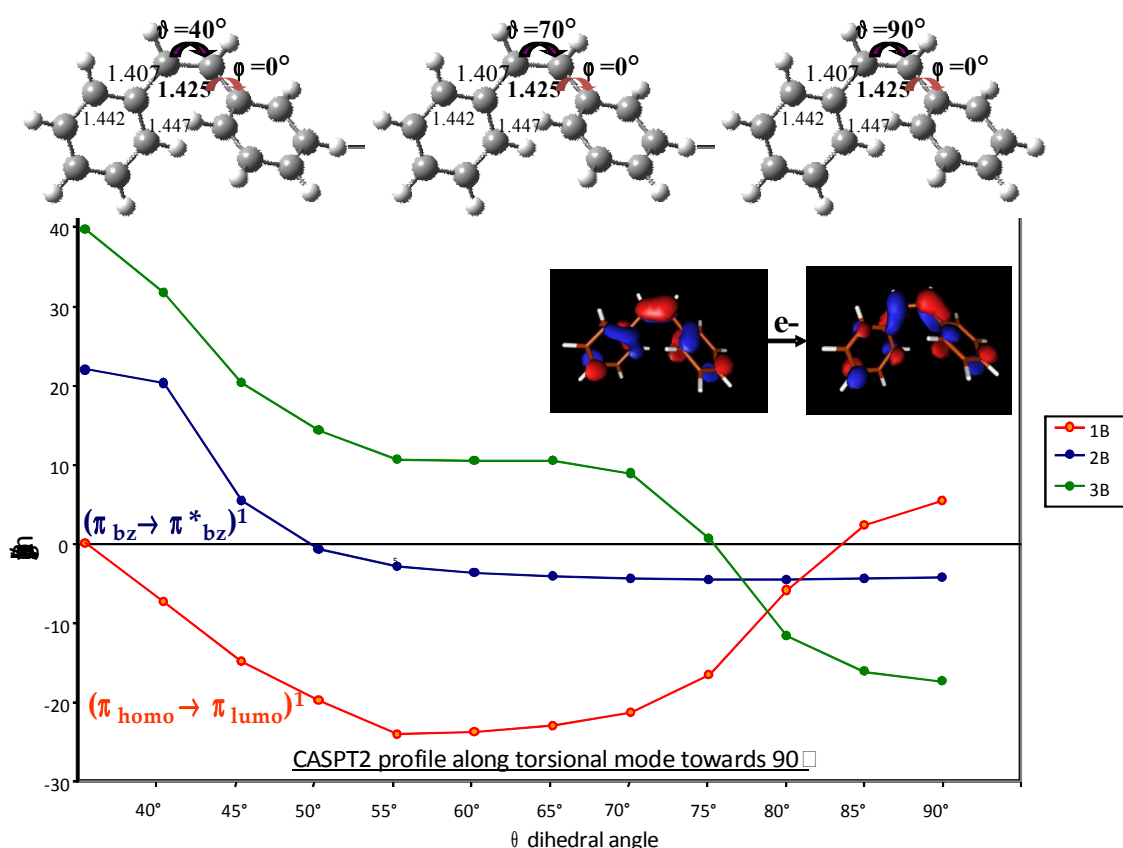 ϑ=40° ϑ=70° ϑ=90°
1.407 φ=0° 1.407 φ=0° 1.407 φ=0°
1.425 1.425 1.425
1.442 1.447 1.442 1.447 1.442 1.447
40
30
20
10
0
-10
-20
-30
e-
1B
2B
3B
(π bz → π* bz)1
5
(π homo → π lumo)1
CASPT2 profile along torsional mode towards 90□
40° 45° 50° 55° 60° 65° 70° 75° 80° 85° 90°
θ dihedral angle